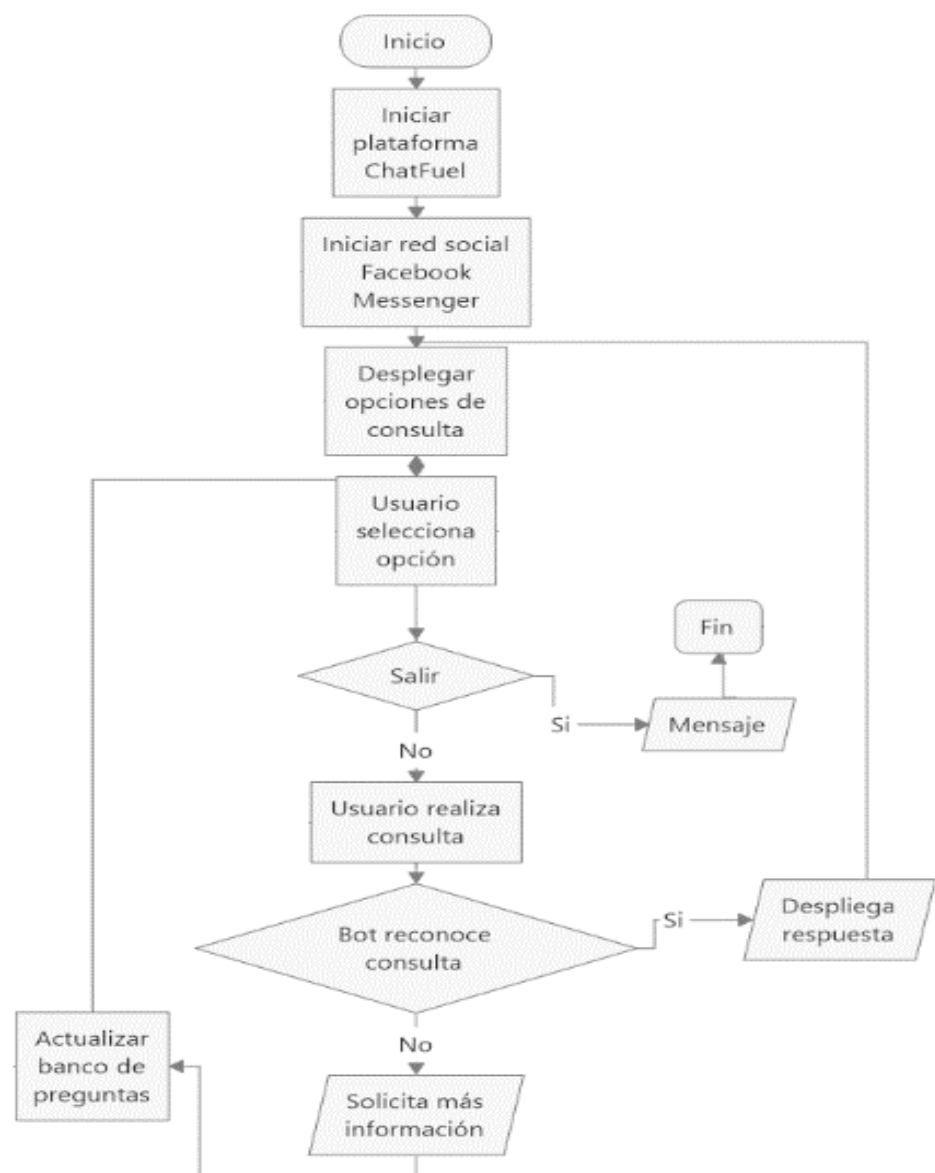 Inicio
Iniciar
plataforma
ChatFuel
Iniciar red social
Facebook
Messenger
Desplegar
opciones de
consulta
Usuario
selecciona
opción
Fin
Salir
Si
Mensaje
No
Usuario realiza
consulta
Bot reconoce
consulta
Si
Despliega
respuesta
No
Actualizar
banco de
preguntas
Solicita más
información